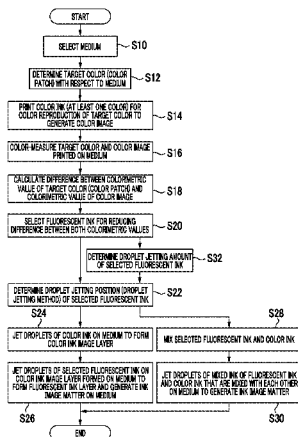 START
SELECT MEDIUM
S10
DETERMINE TARGET COLOR (COLOR
PATCH) WITH RESPECT TO MEDIUM
S12
PRINT COLOR INK (AT LEAST ONE COLOR) FOR
COLOR REPRODUCTION OF TARGET COLOR TO
GENERATE COLOR IMAGE
S14
COLOR-MEASURE TARGET COLOR AND COLOR IMAGE
PRINTED ON MEDIUM
S16
CALCULATE DIFFERENCE BETWEEN COLORIMETRIC
VALUE OF TARGET COLOR (COLOR PATCH) AND
COLORIMETRIC VALUE OF COLOR IMAGE
S18
SELECT FLUORESCENT INK FOR REDUCING
DIFFERENCE BETWEEN BOTH COLORIMETRIC VALUES
S20
DETERMINE DROPLET JETTING AMOUNT
OF SELECTED FLUORESCENT INK
S32
DETERMINE DROPLET JETTING POSITION (DROPLET
JETTING METHOD) OF SELECTED FLUORESCENT INK
S22
S24
JET DROPLETS OF COLOR INK ON MEDIUM TO FORM
COLOR IMAGE LAYER
S28
MIX SELECTED FLUORESCENT INK AND COLOR INK
JET DROPLETS OF SELECTED FLUORESCENT INK ON
COLOR IMAGE LAYER FORMED ON MEDIUM TO
FORM FLUORESCENT INK LAYER AND GENERATE INK
IMAGE MATTER ON MEDIUM
S26
JET DROPLETS OF MIXED INK OF FLUORESCENT
INK AND COLOR INK THAT ARE MIXED WITH EACH OTHER
ON MEDIUM TO GENERATE INK IMAGE MATTER
S30
END